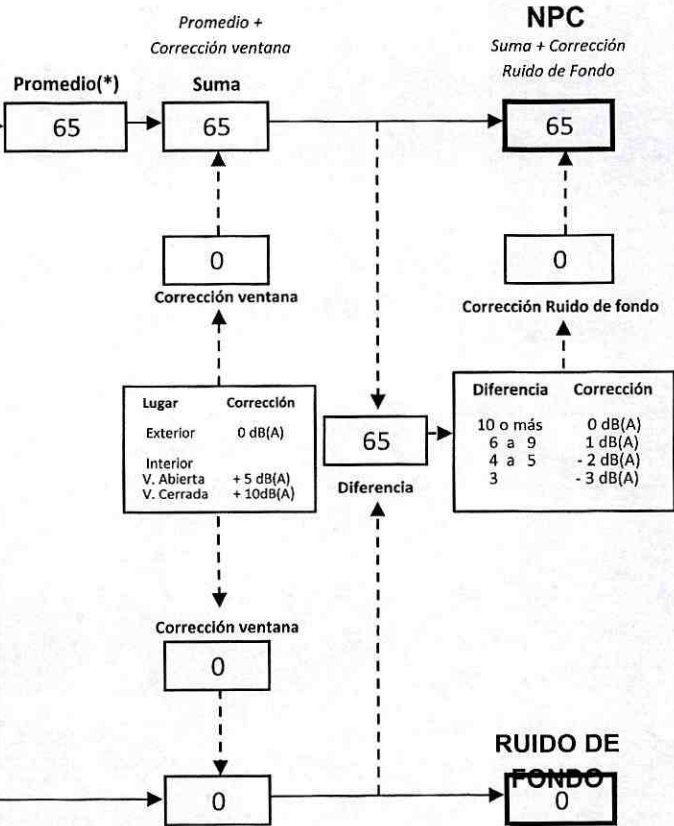 Promedio +
Corrección ventana
NPC
Suma + Corrección
Ruido de Fondo
Promedio(*)
Suma
65
65
65
0
0
Corrección ventana
Corrección Ruido de fondo
Lugar Corrección
Exterior 0 dB(A)
Interior
V. Abierta + 5 dB(A)
V. Cerrada + 10dB(A)
65
Diferencia
Diferencia Corrección
10 o más 0 dB(A)
6 a 9 1 dB(A)
4 a 5 - 2 dB(A)
3 - 3 dB(A)
Corrección ventana
0
RUIDO DE
FONDO
0
0